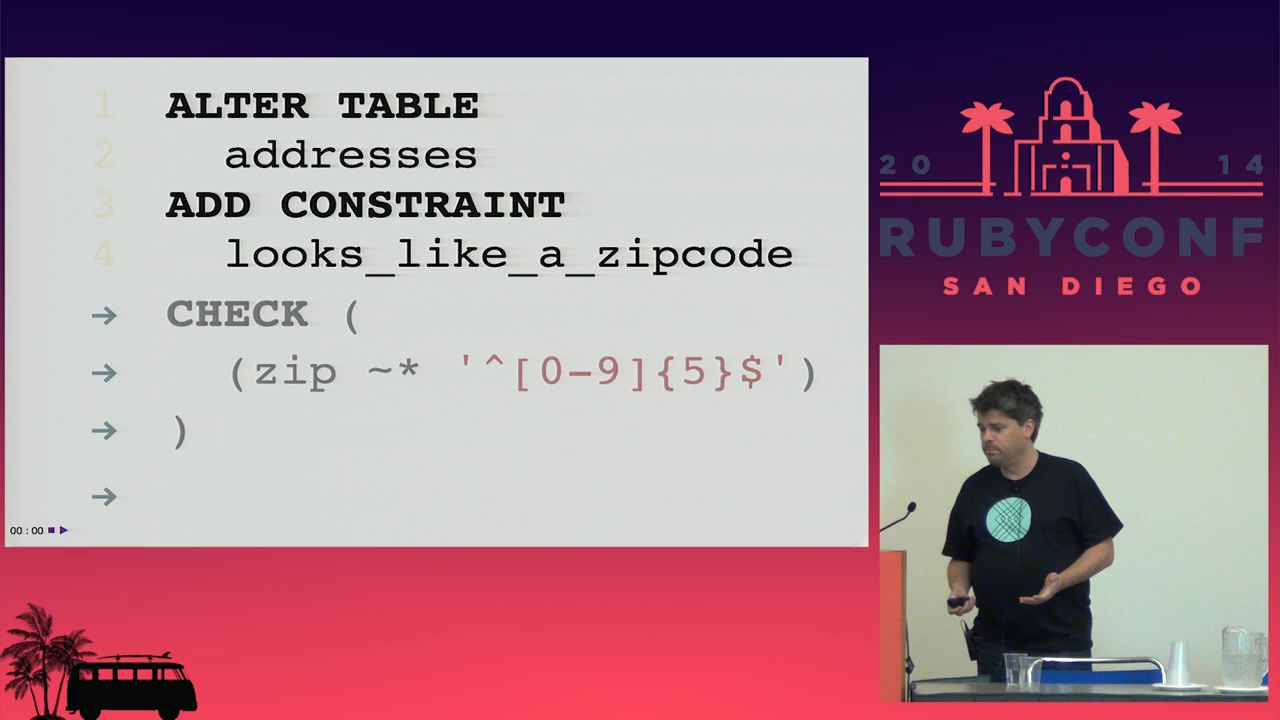 1 ALTER TABLE
2 addresses
3 ADD CONSTRAINT
4 looks_like_a_zipcode
→ CHECK (
→ (zip ~* '^[0-9]{5}$')
→ )
→
00:00
20 14
RUBYCONF
SAN DIEGO